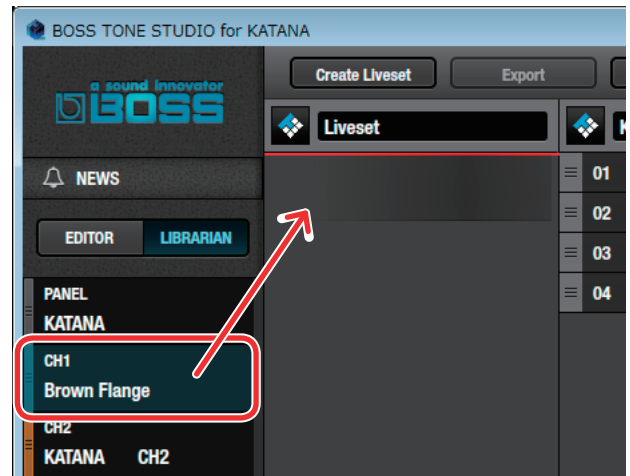 BOSS TONE STUDIO for KATANA
a sound innovator
BOSS
Create Liveset
Export
Liveset
NEWS
01
02
EDITOR
LIBRARIAN
03
PANEL
04
KATANA
CH1
Brown Flange
CH2
KATANA CH2